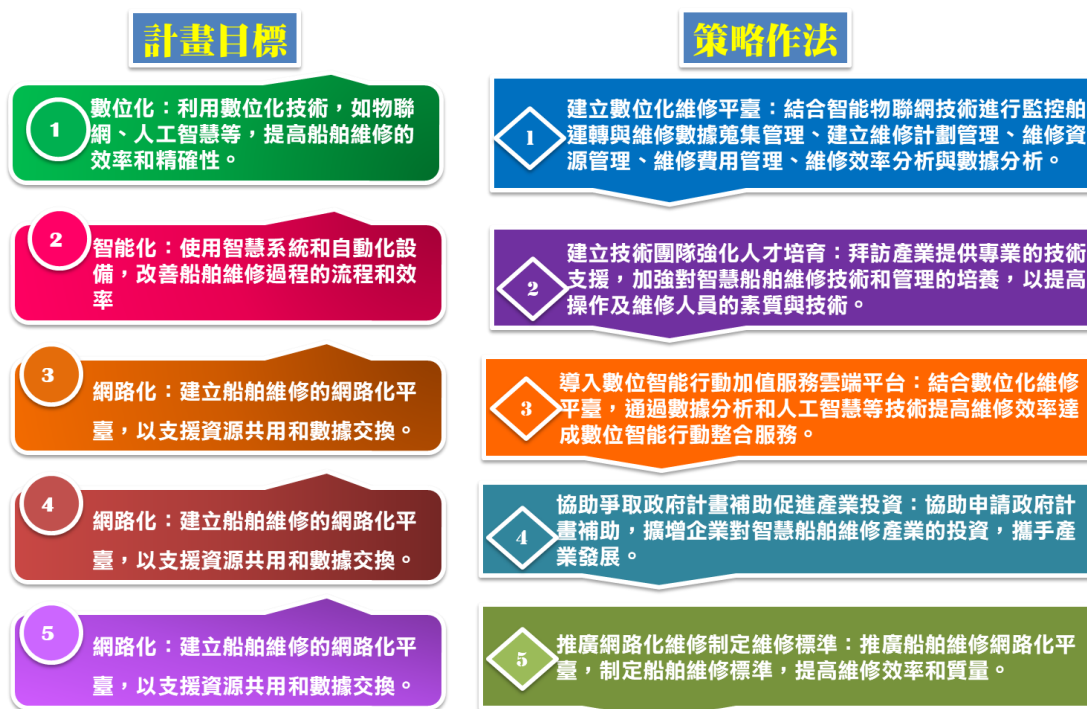 計畫目標
1
數位化：利用數位化技術，如物聯
網、人工智慧等，提高船舶維修的
效率和精確性。
2
智能化：使用智慧系統和自動化設
備，改善船舶維修過程的流程和效
率
3
網路化：建立船舶維修的網路化平
臺，以支援資源共用和數據交換。
4
網路化：建立船舶維修的網路化平
臺，以支援資源共用和數據交換。
5
網路化：建立船舶維修的網路化平
臺，以支援資源共用和數據交換。
策略作法
1
建立數位化維修平臺：結合智能物聯網技術進行監控船
運轉與維修數據蒐集管理、建立維修計劃管理、維修資
源管理、維修費用管理、維修效率分析與數據分析。
2
建立技術團隊強化人才培育：拜訪產業提供專業的技術
支援，加強對智慧船舶維修技術和管理的培養，以提高
操作及維修人員的素質與技術。
3
導入數位智能行動加值服務雲端平台：結合數位化維修
平臺，通過數據分析和人工智慧等技術提高維修效率達
成數位智能行動整合服務。
4
協助爭取政府計畫補助促進產業投資：協助申請政府計
畫補助，擴增企業對智慧船舶維修產業的投資，攜手產
業發展。
5
推廣網路化維修制定維修標準：推廣船舶維修網路化平
臺，制定船舶維修標準，提高維修效率和質量。